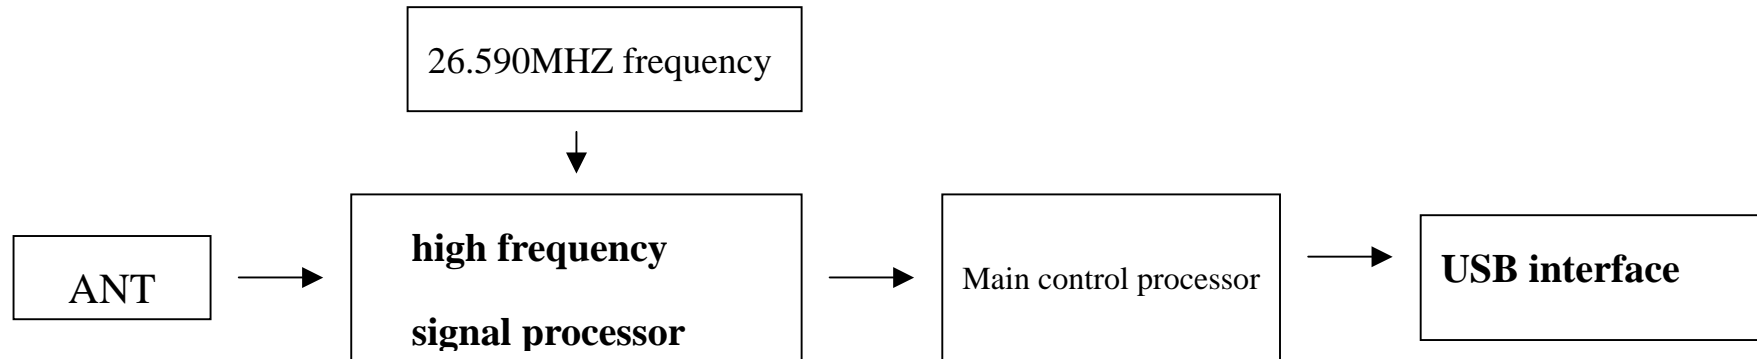 26.590MHZ frequency
ANT
high frequency
signal processor
Main control processor
USB interface